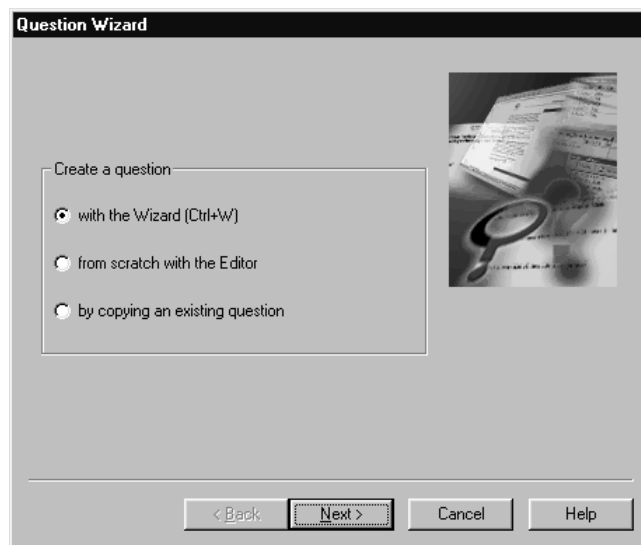 Question Wizard
Create a question
with the Wizard (Ctrl+W)
from scratch with the Editor
by copying an existing question
< Back
Next >
Cancel
Help